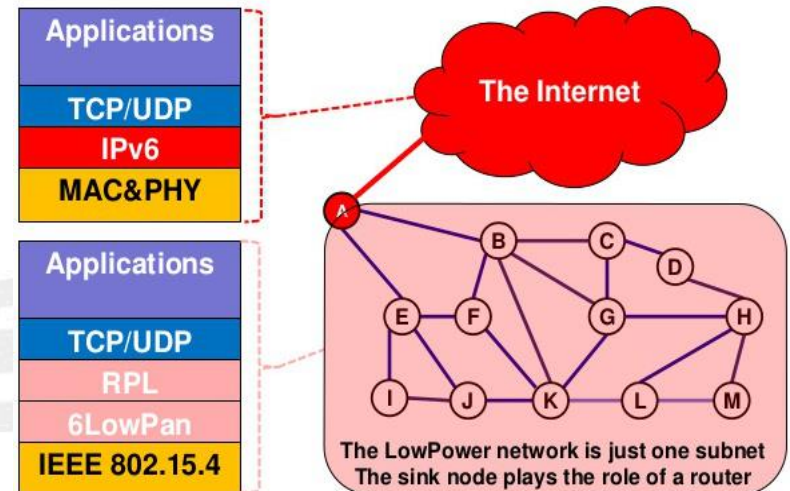 Applications
TCP/UDP
IPv6
MAC&PHY
The Internet
A
Applications
TCP/UDP
RPL
6LowPan
IEEE 802.15.4
B
C
D
E
F
G
H
I
J
K
L
M
The LowPower network is just one subnet
The sink node plays the role of a router